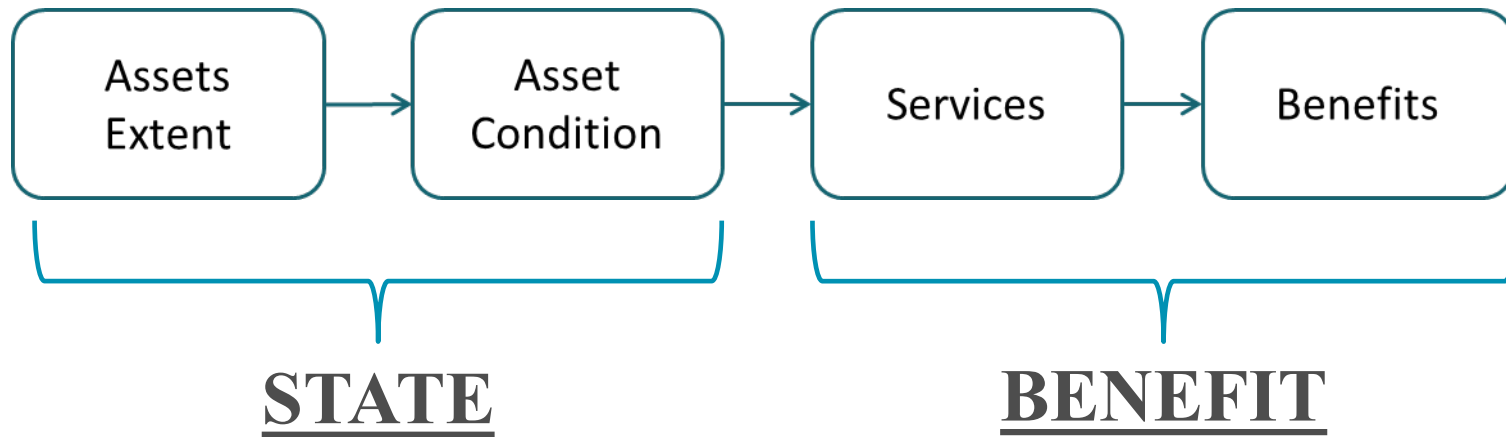 Assets
Extent
Asset
Condition
Services
Benefits
STATE
BENEFIT